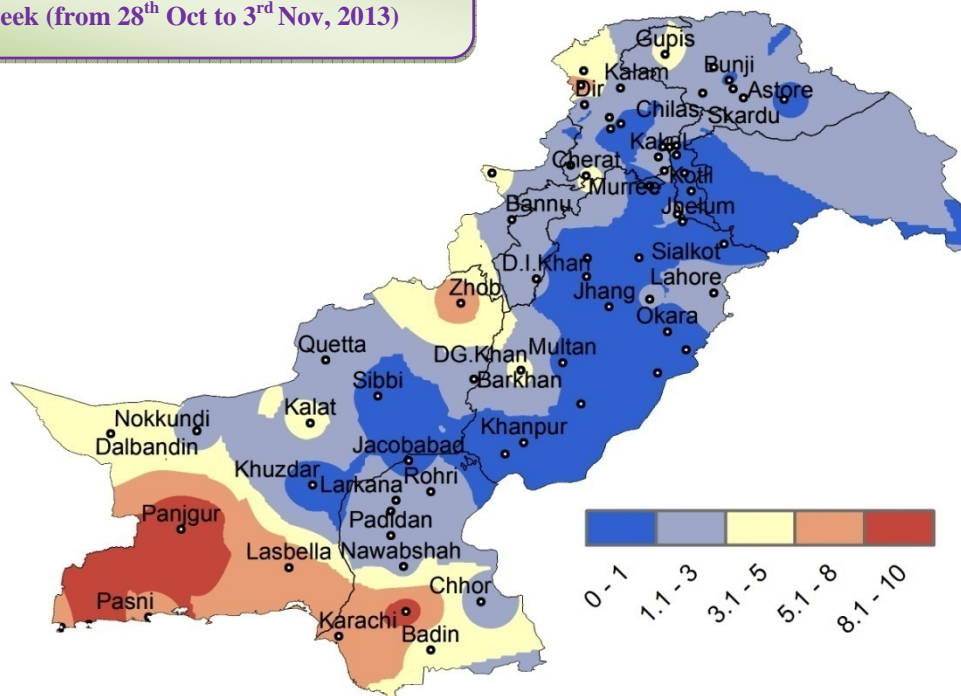 eek (from 28th Oct to 3rd Nov, 2013)
Gupis
Bunji
Kalam
Dir
Astore
Chilas
Skardu
Kakul
Cherat
Murree
Kotli
Bannu
Jhelum
Sialkot
D.I.Khan
Lahore
Zhob
Jhang
Okara
Quetta
DG.Khan
Multan
Sibbi
Barkhan
Kalat
Nokkundi
Khanpur
Dalbandin
Jacobabad
Khuzdar
Rohri
Larkana
Panjgur
Padidan
Lasbella
Nawabshah
Chhor
Pasni
Karachi
Badin
0 - 1
1.1 - 3
3.1 - 5
5.1 - 8
8.1 - 10